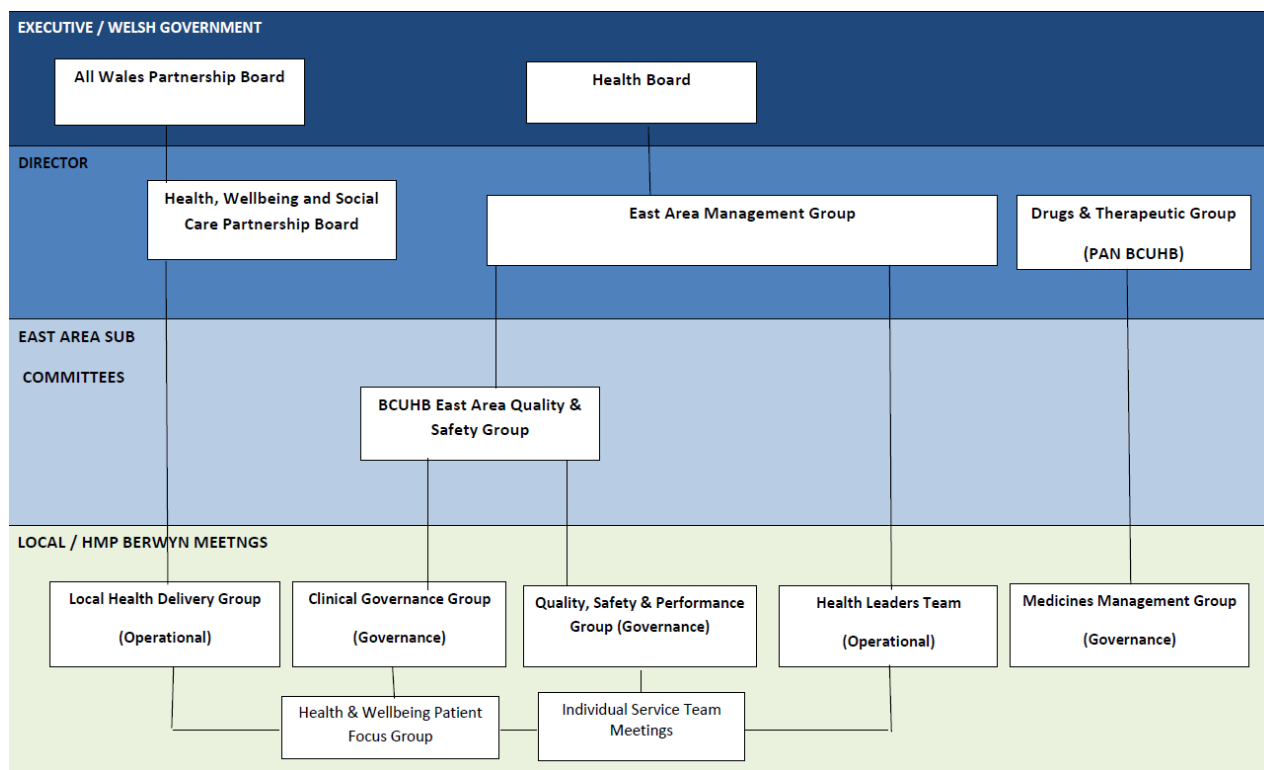 EXECUTIVE / WELSH GOVERNMENT
All Wales Partnership Board
Health Board
DIRECTOR
Health, Wellbeing and Social
Care Partnership Board
East Area Management Group
Drugs & Therapeutic Group
(PAN BCUHB)
EAST AREA SUB
COMMITTEES
BCUHB East Area Quality &
Safety Group
LOCAL / HMP BERWYN MEETNGS
Local Health Delivery Group
(Operational)
Clinical Governance Group
(Governance)
Quality, Safety & Performance
Group (Governance)
Health Leaders Team
(Operational)
Medicines Management Group
(Governance)
Health & Wellbeing Patient
Focus Group
Individual Service Team
Meetings